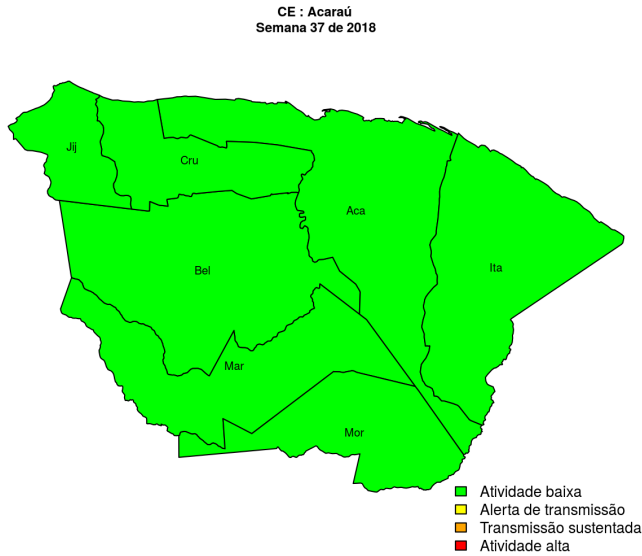 CE : Acaraú
Semana 37 de 2018
Jij
Cru
Aca
Bel
Ita
Mar
Mor
Atividade baixa
Alerta de transmissão
Transmissão sustentada
Atividade alta